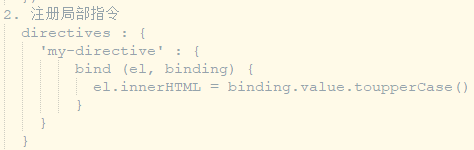 2. 注册局部指令
directives : {
'my-directive' : {
bind (el, binding) {
el.innerHTML = binding.value.toupperCase()
}
}
}